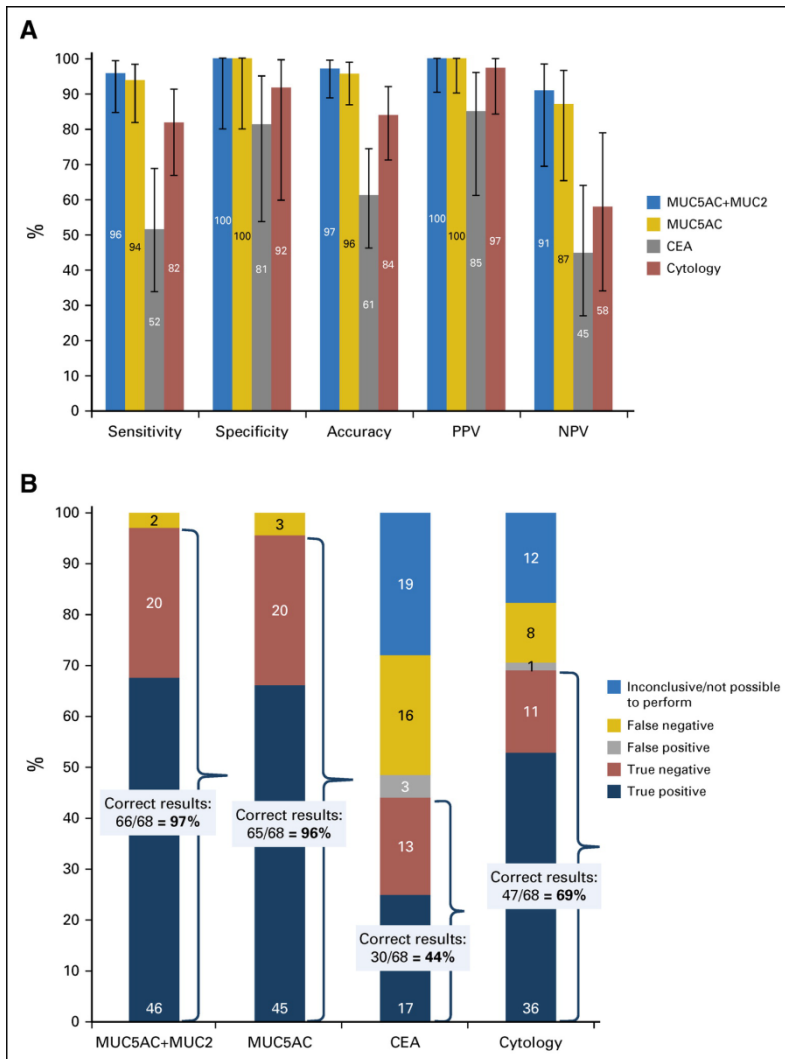 A
100
90
80
70
60
50
40
30
20
10
0
%
96
94
52
82
100
100
81
92
97
96
61
84
100
100
85
97
91
87
45
58
Sensitivity
Specificity
Accuracy
PPV
NPV
MUC5AC+MUC2
MUC5AC
CEA
Cytology
B
100
90
80
70
60
50
40
30
20
10
0
%
2
20
46
Correct results:
66/68 = 97%
3
20
45
Correct results:
65/68 = 96%
19
16
3
13
17
Correct results:
30/68 = 44%
12
8
1
11
36
Correct results:
47/68 = 69%
MUC5AC+MUC2
MUC5AC
CEA
Cytology
Inconclusive/not possible
to perform
False negative
False positive
True negative
True positive